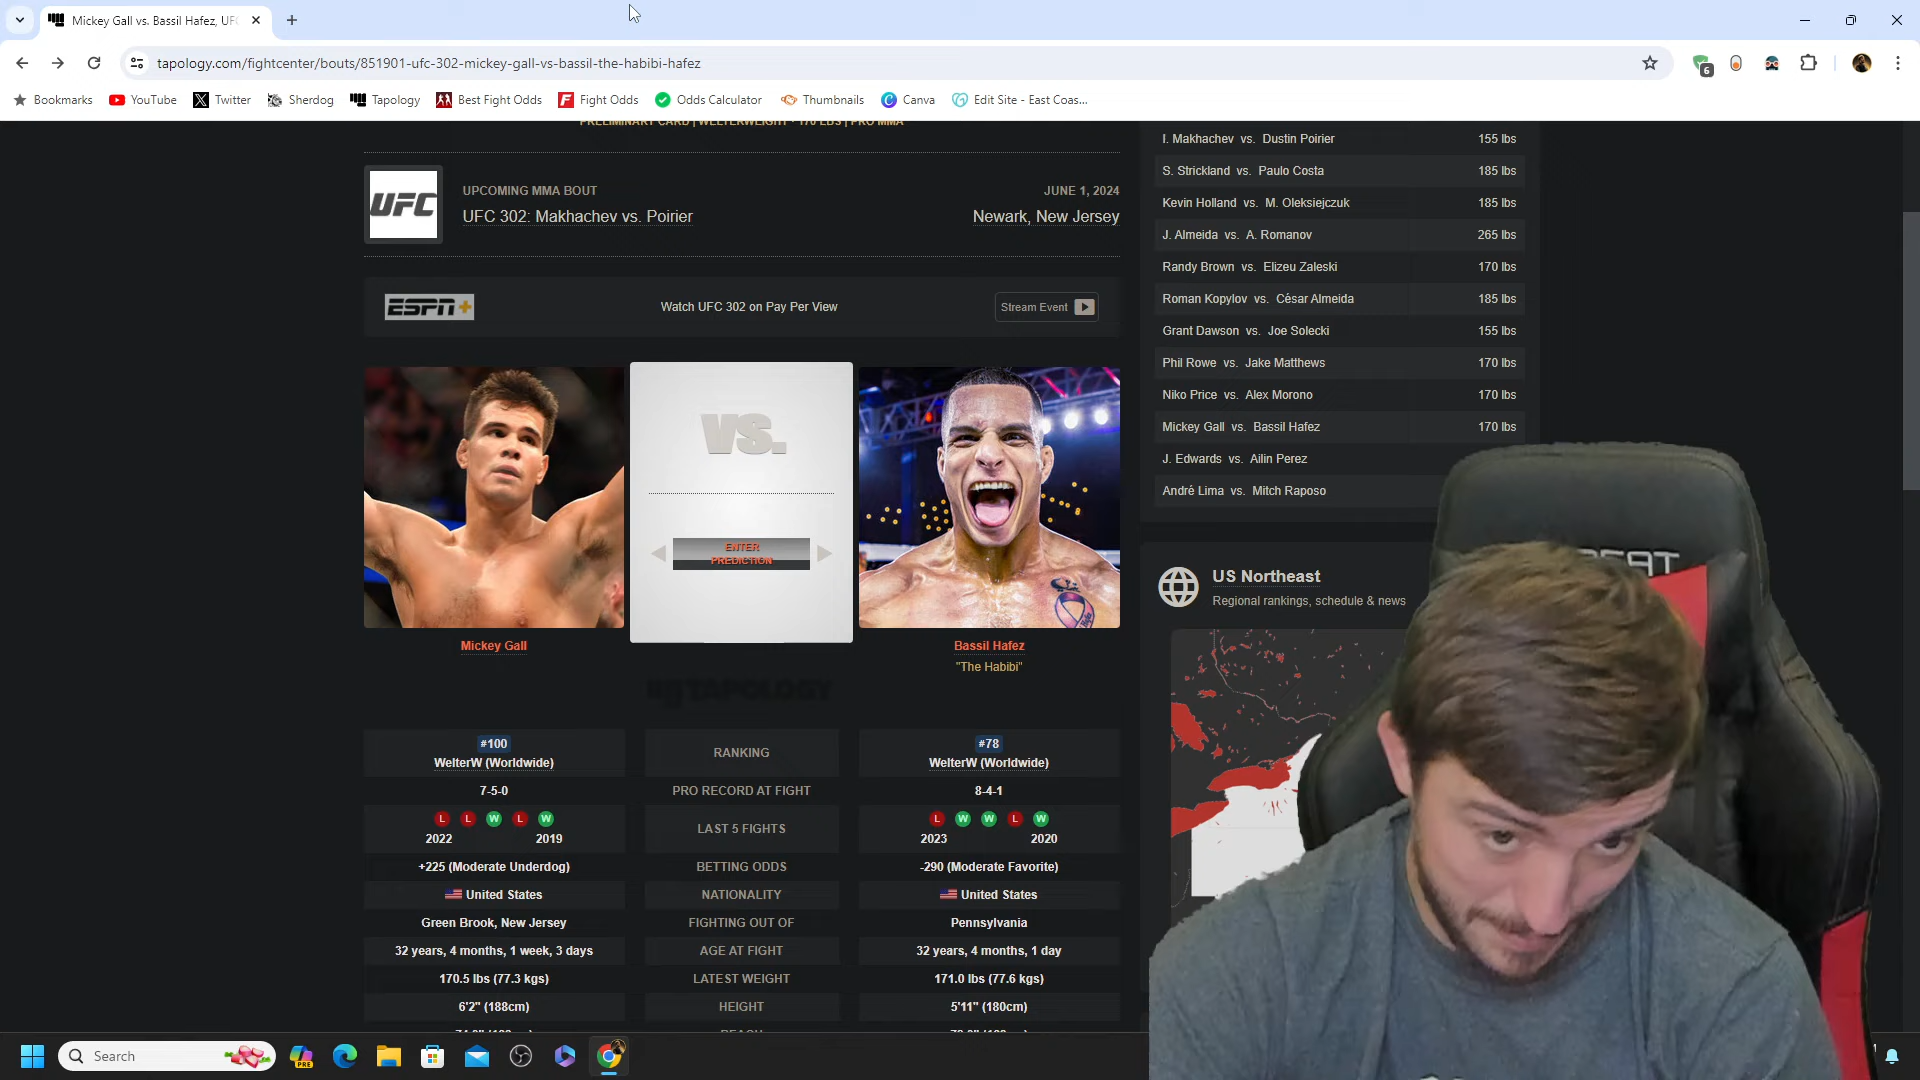 Mickey Gall vs. Bassil Hafez, UF
tapology.com/fightcenter/bouts/851901-ufc-302-mickey-gall-vs-bassil-the-habibi-hafez
6
Bookmarks YouTube Twitter Sherdog Tapology Best Fight Odds Fight Odds Odds Calculator Thumbnails Canva Edit Site - East Coas...
PRELIMINARY CARD | WELTERWEIGHT · 170 LBS | PRO MMA
UFC
UPCOMING MMA BOUT
JUNE 1, 2024
UFC 302: Makhachev vs. Poirier
Newark, New Jersey
ESPN+
Watch UFC 302 on Pay Per View
Stream Event
VS.
ENTER
PREDICTION
Mickey Gall
Bassil Hafez
"The Habibi"
TAPOLOGY
#100
WelterW (Worldwide)
RANKING
#78
WelterW (Worldwide)
7-5-0
PRO RECORD AT FIGHT
8-4-1
L L W L W
2022 2019
LAST 5 FIGHTS
L W W L W
2023 2020
+225 (Moderate Underdog)
BETTING ODDS
-290 (Moderate Favorite)
United States
NATIONALITY
United States
Green Brook, New Jersey
FIGHTING OUT OF
Pennsylvania
32 years, 4 months, 1 week, 3 days
AGE AT FIGHT
32 years, 4 months, 1 day
170.5 lbs (77.3 kgs)
LATEST WEIGHT
171.0 lbs (77.6 kgs)
6'2" (188cm)
HEIGHT
5'11" (180cm)
I. Makhachev vs. Dustin Poirier 155 lbs
S. Strickland vs. Paulo Costa 185 lbs
Kevin Holland vs. M. Oleksiejczuk 185 lbs
J. Almeida vs. A. Romanov 265 lbs
Randy Brown vs. Elizeu Zaleski 170 lbs
Roman Kopylov vs. César Almeida 185 lbs
Grant Dawson vs. Joe Solecki 155 lbs
Phil Rowe vs. Jake Matthews 170 lbs
Niko Price vs. Alex Morono 170 lbs
Mickey Gall vs. Bassil Hafez 170 lbs
J. Edwards vs. Ailin Perez
André Lima vs. Mitch Raposo
US Northeast
Regional rankings, schedule & news
Search
PRE